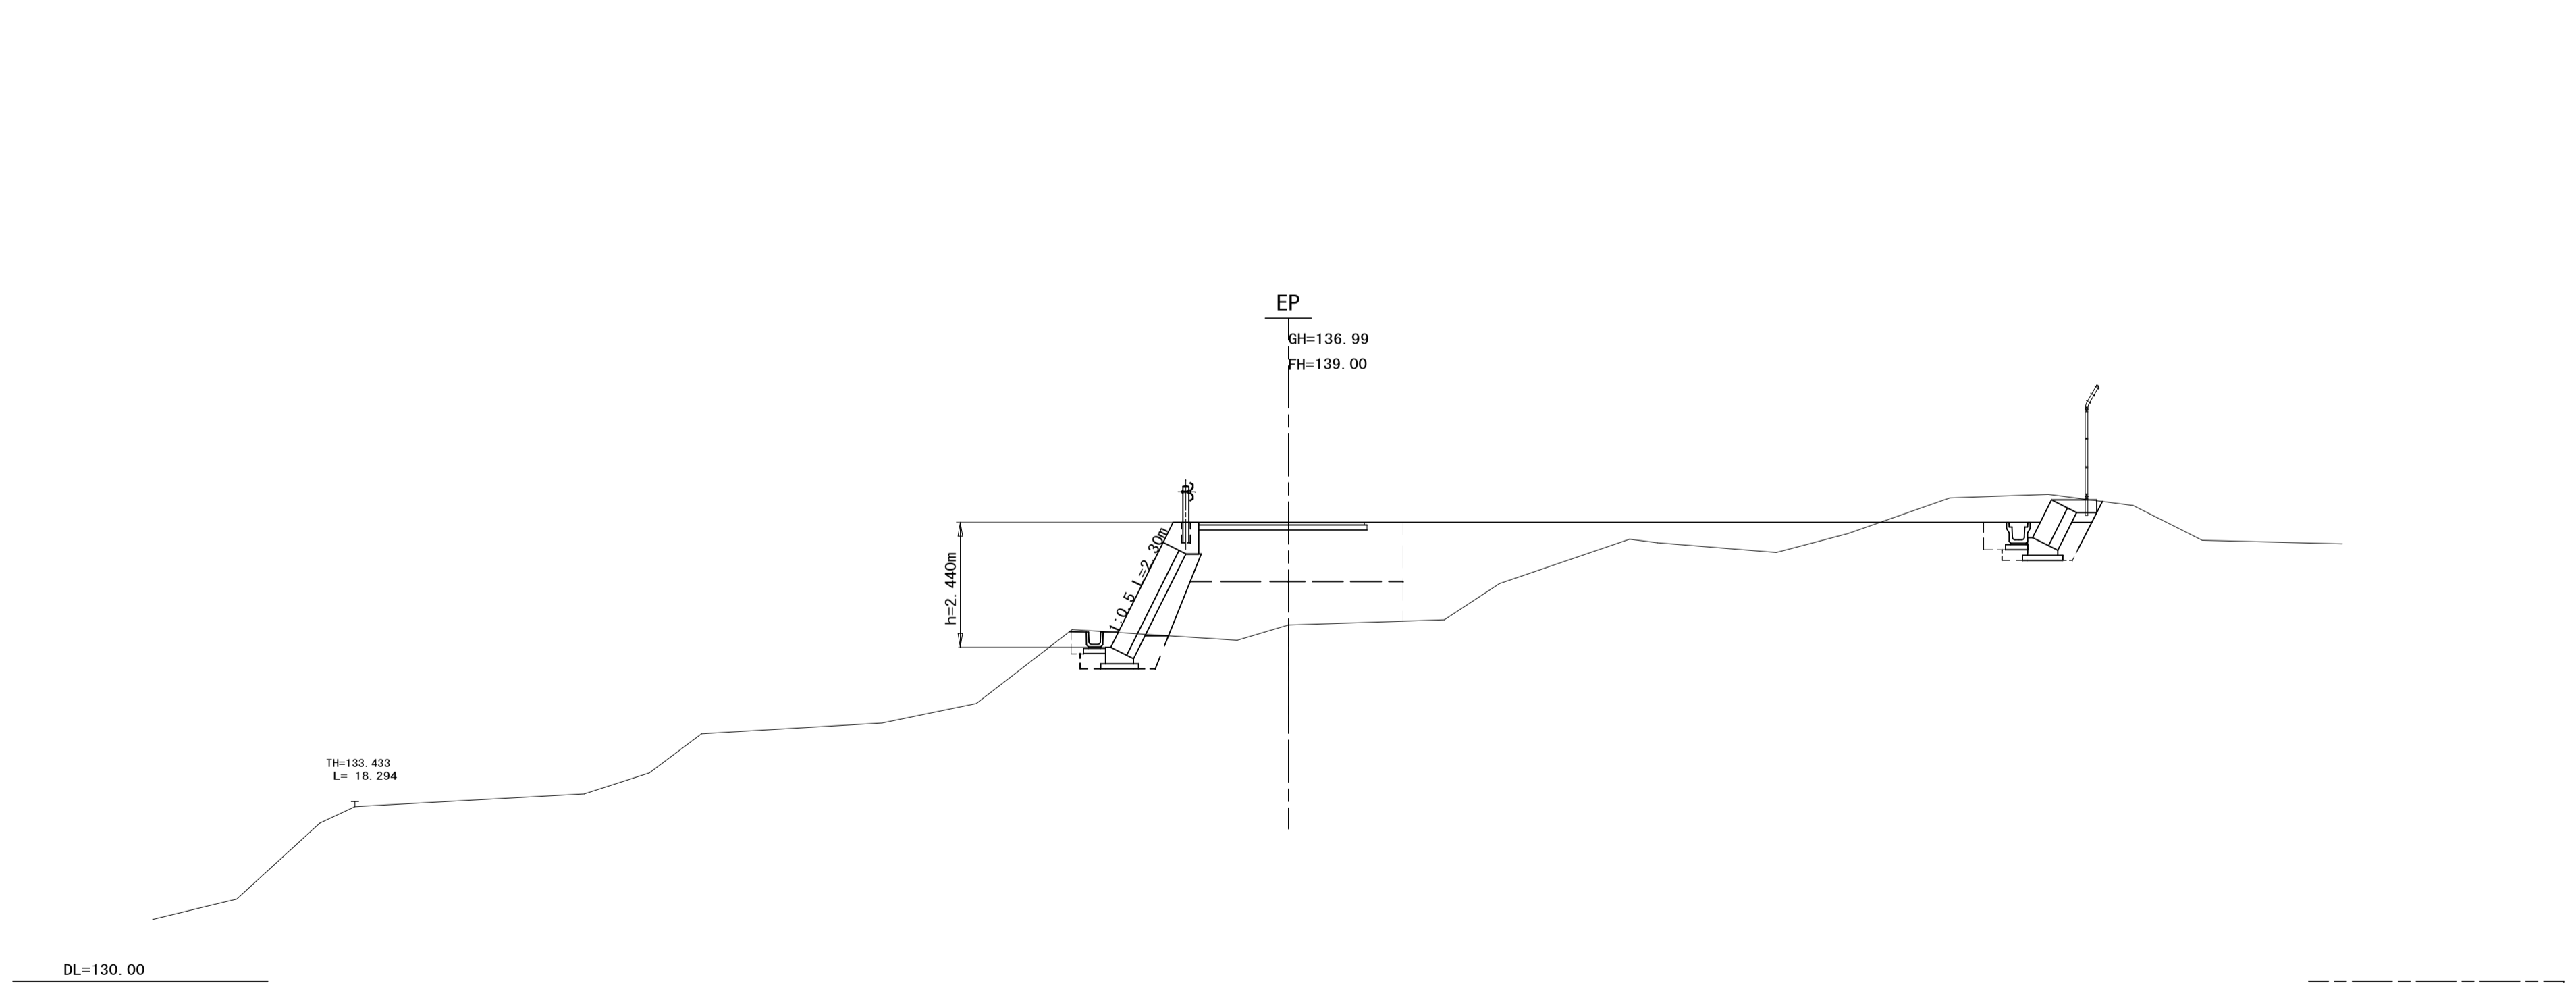 EP
GH=136.99
FH=139.00
h=2.440m
1:0.5 L=2.30m
TH=133.433
L= 18.294
DL=130.00